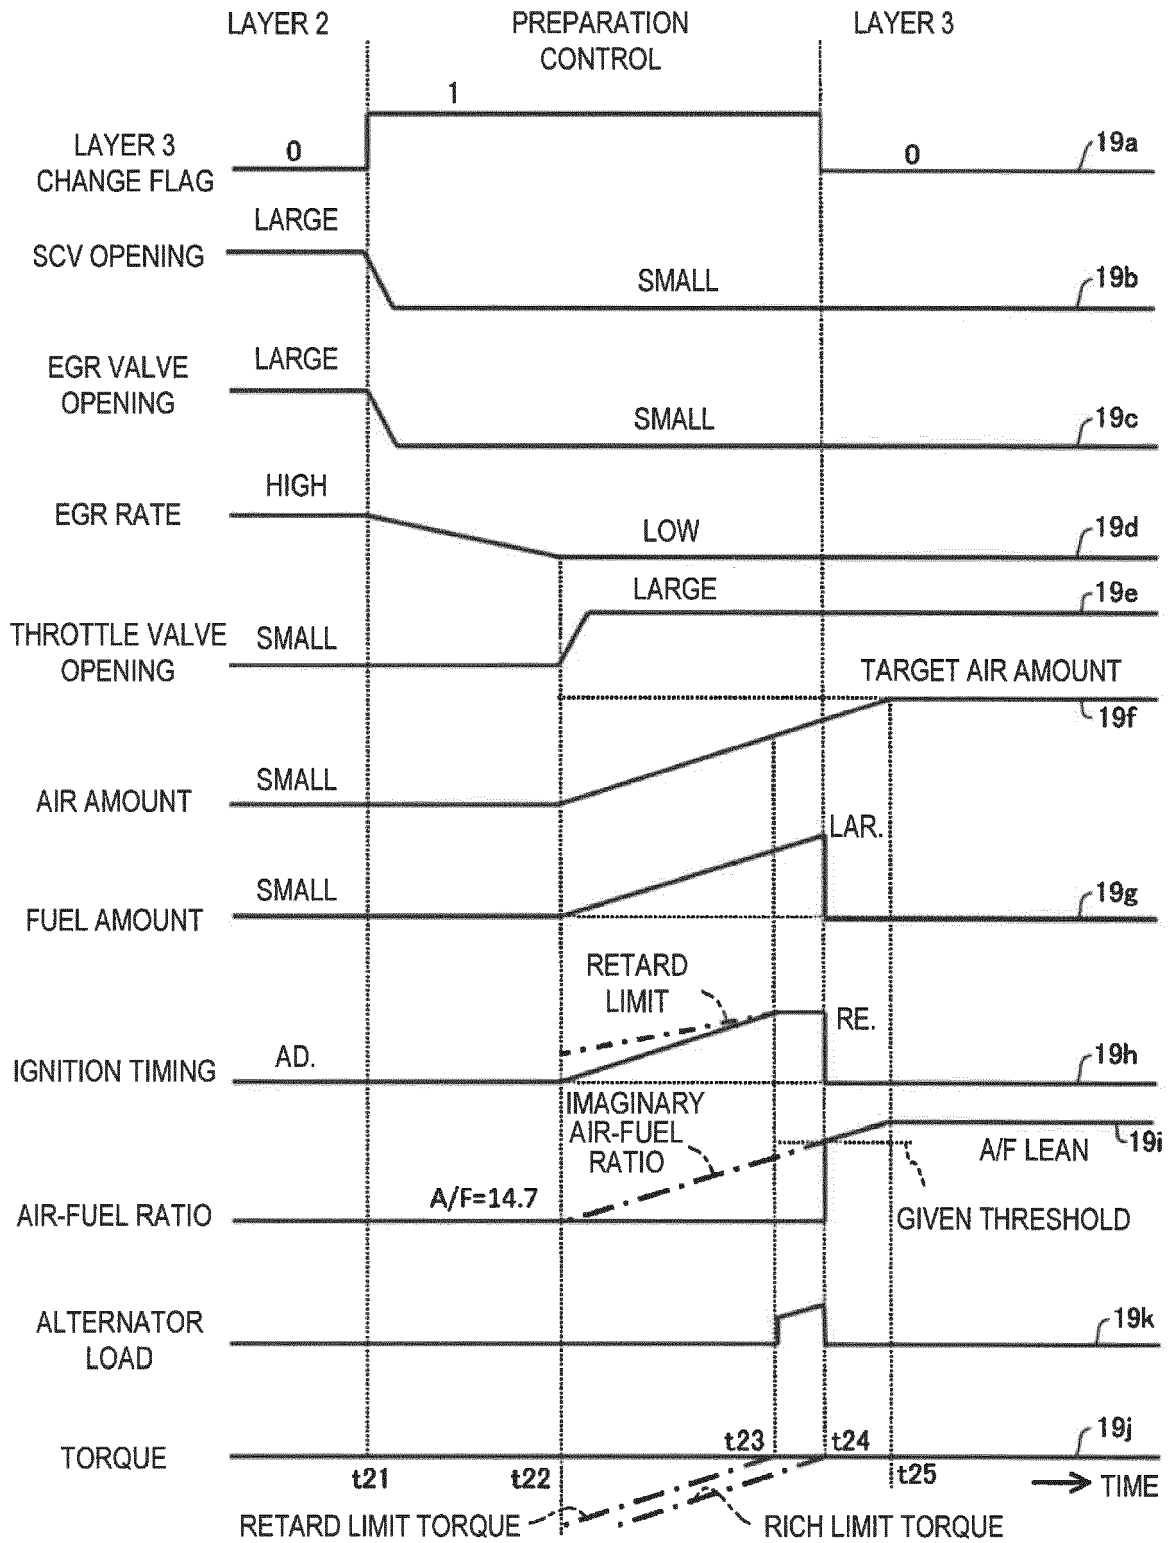 LAYER 2
PREPARATION
CONTROL
LAYER 3
LAYER 3
CHANGE FLAG
0
1
0
19a
LARGE
SCV OPENING
SMALL
19b
EGR VALVE
OPENING
LARGE
SMALL
19c
EGR RATE
HIGH
LOW
19d
THROTTLE VALVE
OPENING
SMALL
LARGE
19e
TARGET AIR AMOUNT
19f
AIR AMOUNT
SMALL
LAR.
FUEL AMOUNT
SMALL
19g
RETARD
LIMIT
RE.
IGNITION TIMING
AD.
19h
IMAGINARY
AIR-FUEL
RATIO
A/F LEAN
19i
AIR-FUEL RATIO
A/F=14.7
GIVEN THRESHOLD
ALTERNATOR
LOAD
19k
TORQUE
t23
t24
19j
t21
t22
t25
TIME
RETARD LIMIT TORQUE
RICH LIMIT TORQUE